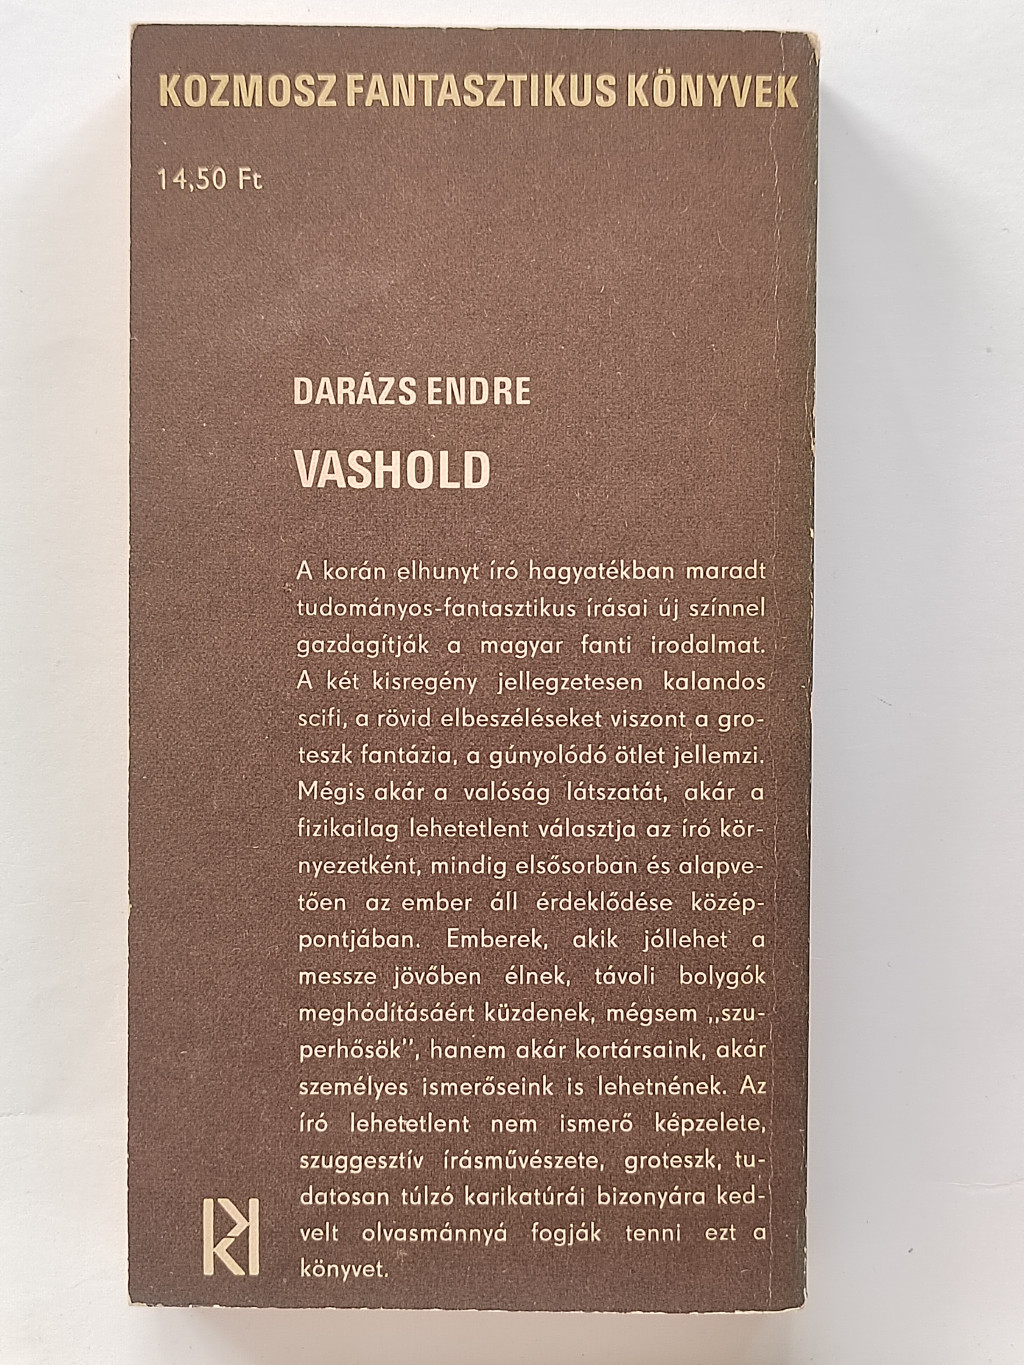 KOZMOSZ FANTASZTIKUS KÖNYVEK
14,50 Ft
DARÁZS ENDRE
VASHOLD
A korán elhunyt író hagyatékban maradt
tudományos-fantasztikus írásai új színnel
gazdagítják a magyar fanti irodalmat.
A két kisregény jellegzetesen kalandos
scifi, a rövid elbeszéléseket viszont a gro-
teszk fantázia, a gúnyolódó ötlet jellemzi.
Mégis akár a valóság látszatát, akár a
fizikailag lehetetlent választja az író kör-
nyezetként, mindig elsősorban és alapve-
tően az ember áll érdeklődése közép-
pontjában. Emberek, akik jóllehet a
messze jövőben élnek, távoli bolygók
meghódításáért küzdenek, mégsem „szu-
perhősök”, hanem akár kortársaink, akár
személyes ismerőseink is lehetnének. Az
író lehetetlent nem ismerő képzelete,
szuggesztív írásművészete, groteszk, tu-
datosan túlzó karikatúrái bizonyára ked-
velt olvasmánnyá fogják tenni ezt a
könyvet.